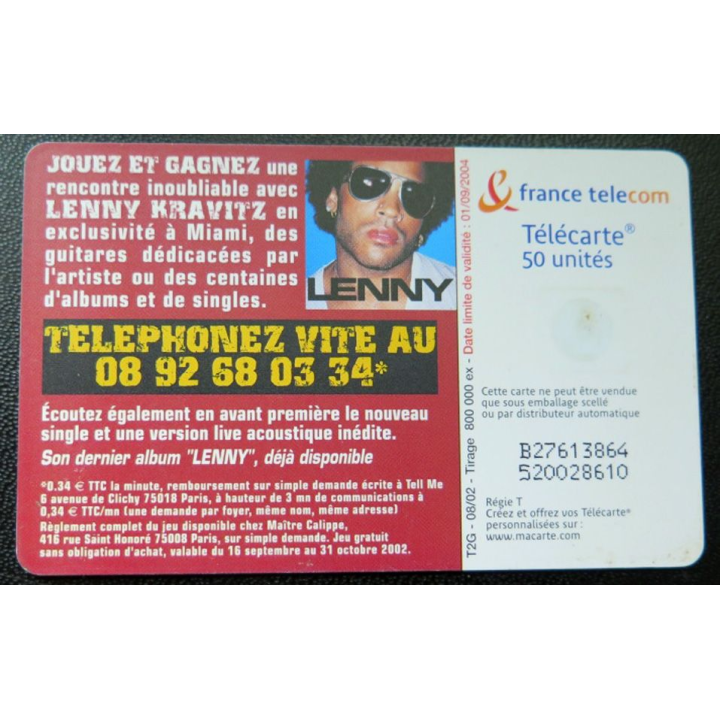 JOUEZ ET GAGNEZ une
rencontre inoubliable avec
LENNY KRAVITZ en
exclusivité à Miami, des
guitares dédicacées par
l'artiste ou des centaines
d'albums et de singles.
LENNY
TELEPHONEZ VITE AU
08 92 68 03 34*
Écoutez également en avant première le nouveau
single et une version live acoustique inédite.
Son dernier album "LENNY", déjà disponible
*0.34 € TTC la minute, remboursement sur simple demande écrite à Tell Me
6 avenue de Clichy 75018 Paris, à hauteur de 3 mn de communications à
0,34 € TTC/mn (une demande par foyer, même nom, même adresse)
Règlement complet du jeu disponible chez Maître Calippe,
416 rue Saint Honoré 75008 Paris, sur simple demande. Jeu gratuit
sans obligation d'achat, valable du 16 septembre au 31 octobre 2002.
T2G - 08/02 - Tirage 800 000 ex - Date limite de validité : 01/09/2004
france telecom
Télécarte®
50 unités
Cette carte ne peut être vendue
que sous emballage scellé
ou par distributeur automatique
B27613864
520028610
Régie T
Créez et offrez vos Télécarte®
personnalisées sur :
www.macarte.com